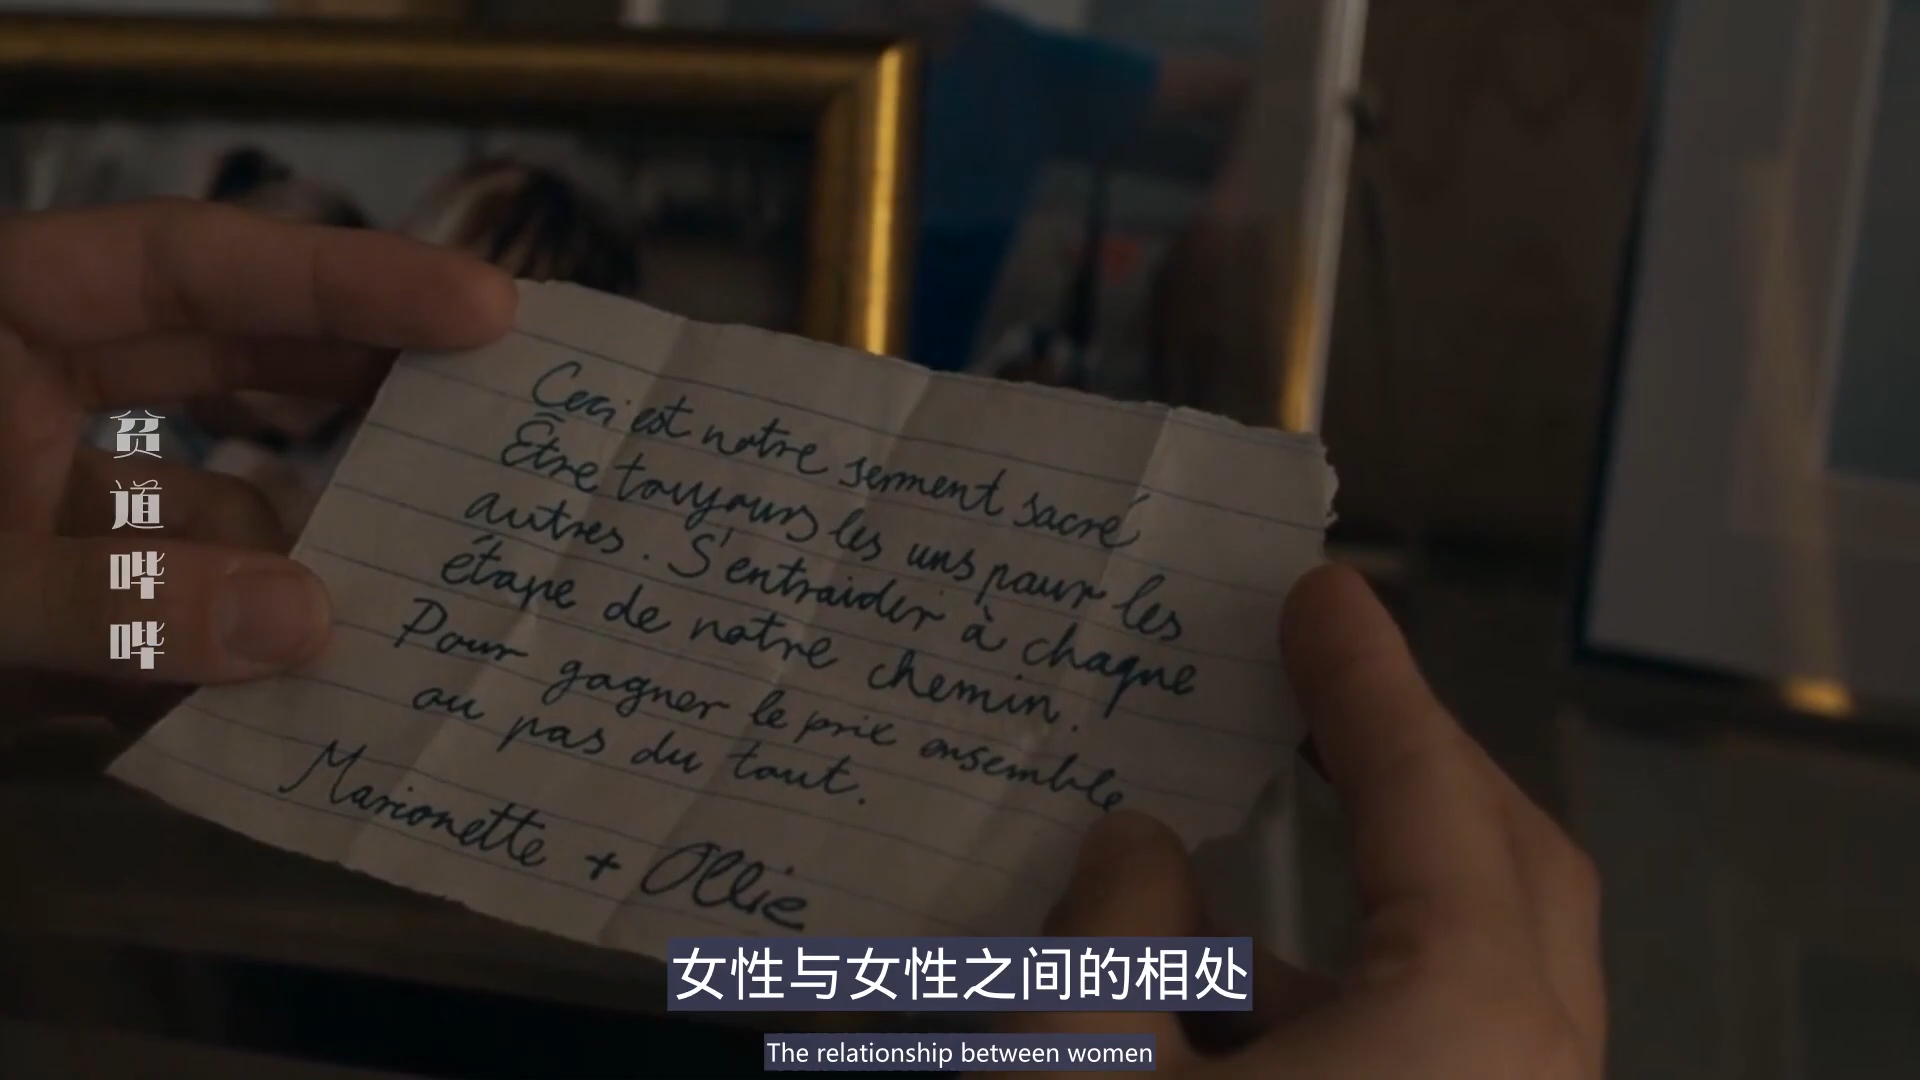 Ceci est notre serment sacré
Être toujours les uns pour les
autres. S'entraider à chaque
étape de notre chemin.
Pour gagner le prix ensemble
ou pas du tout.
Marionette + Ollie
贫道哔哔
女性与女性之间的相处
The relationship between women